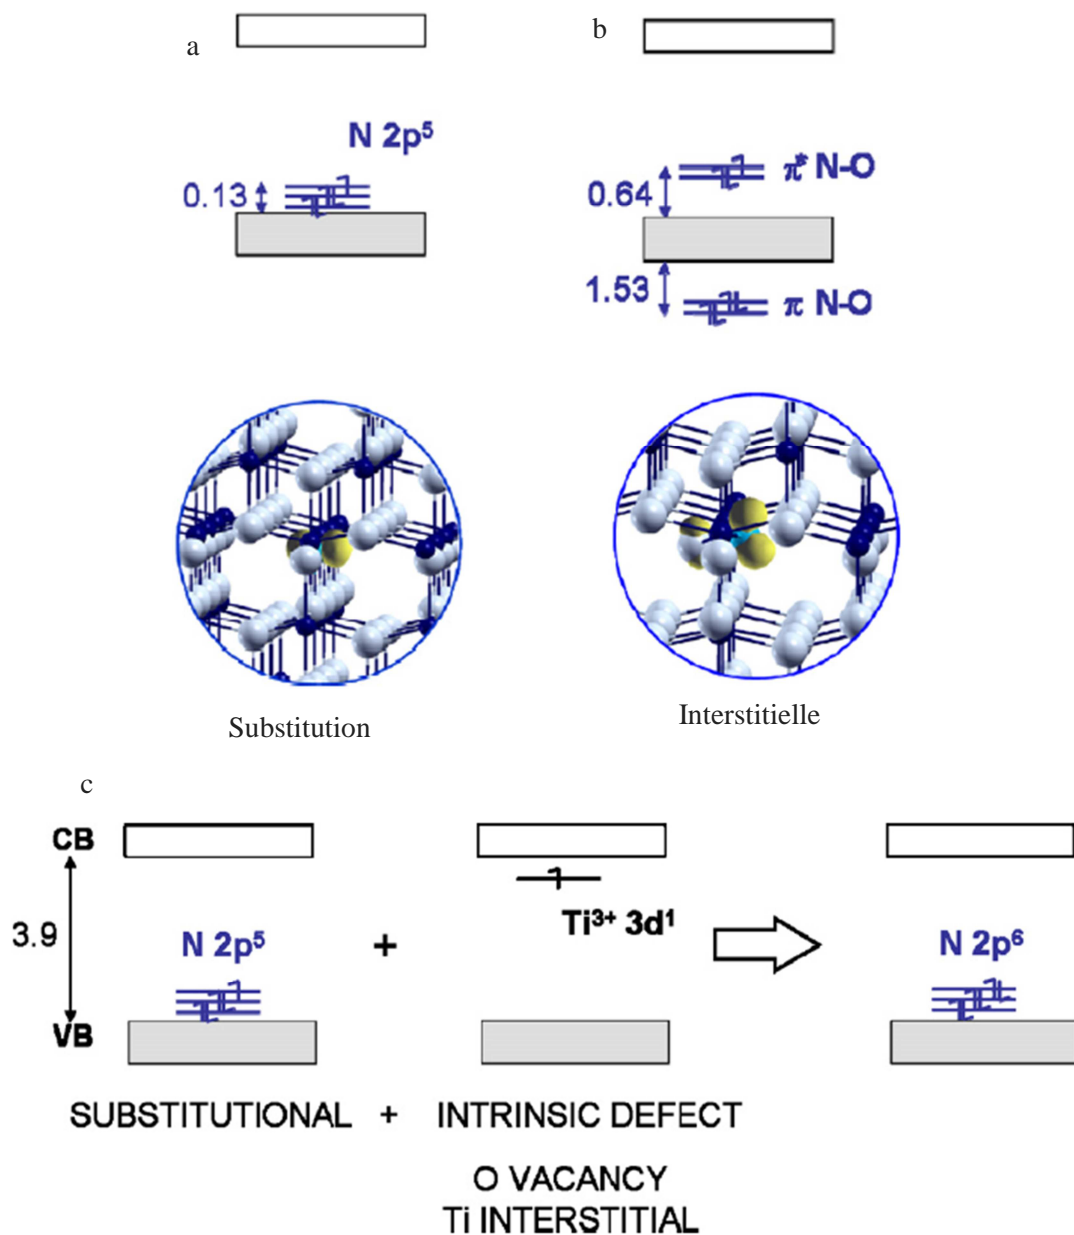 a
b
N 2p⁵
0.13
π* N-O
0.64
1.53
π N-O
Substitution
Interstitielle
c
CB
3.9
N 2p⁵
VB
+
Ti³⁺ 3d¹
N 2p⁶
SUBSTITUTIONAL + INTRINSIC DEFECT
O VACANCY
Ti INTERSTITIAL